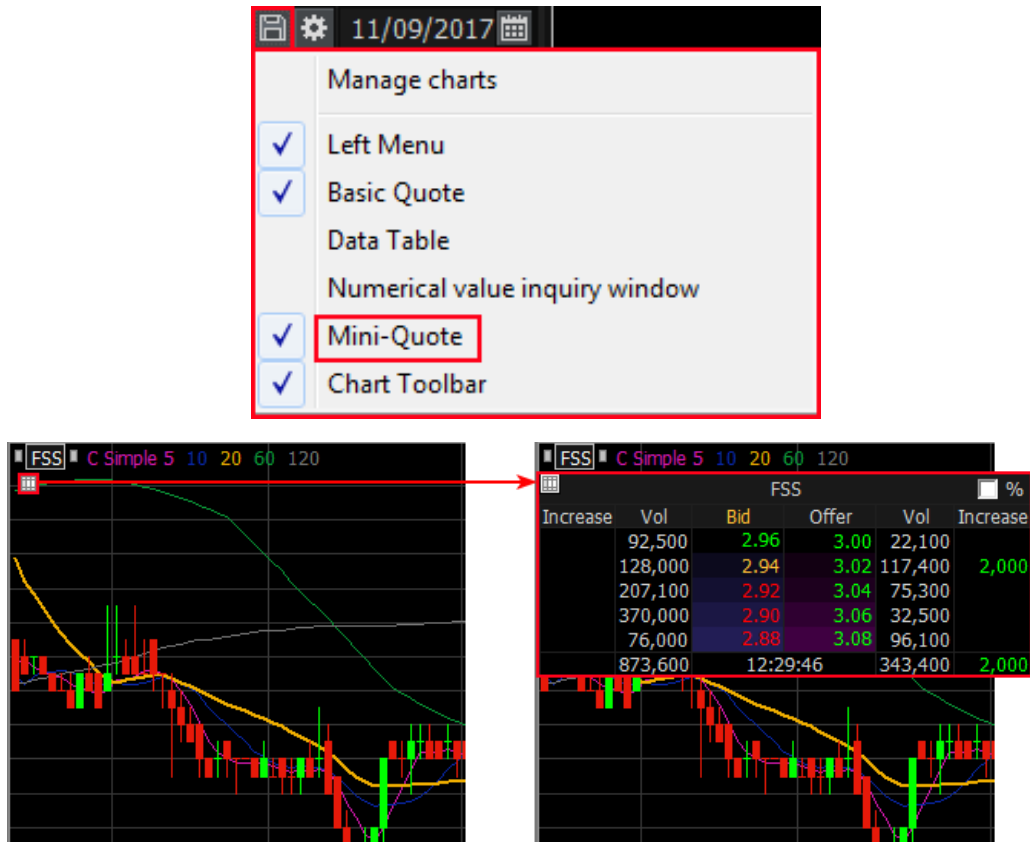 11/09/2017
Manage charts
Left Menu
Basic Quote
Data Table
Numerical value inquiry window
Mini-Quote
Chart Toolbar
FSS C Simple 5 10 20 60 120
FSS C Simple 5 10 20 60 120
FSS %
Increase Vol Bid Offer Vol Increase
92,500 2.96 3.00 22,100
128,000 2.94 3.02 117,400 2,000
207,100 2.92 3.04 75,300
370,000 2.90 3.06 32,500
76,000 2.88 3.08 96,100
873,600 12:29:46 343,400 2,000